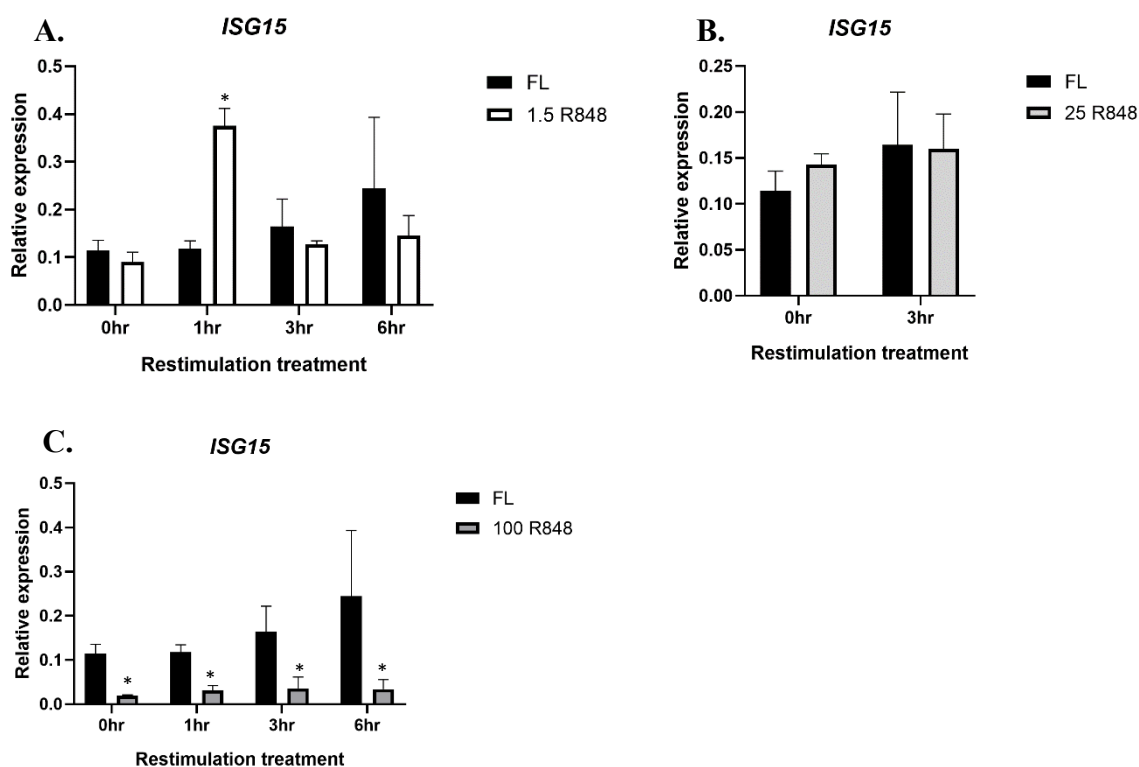 A.
ISG15
0.5
0.4
0.3
0.2
0.1
0.0
Relative expression
*
0hr
1hr
3hr
6hr
Restimulation treatment
FL
1.5 R848
B.
ISG15
0.25
0.20
0.15
0.10
0.05
0.00
Relative expression
0hr
3hr
Restimulation treatment
FL
25 R848
C.
ISG15
0.5
0.4
0.3
0.2
0.1
0.0
Relative expression
*
*
*
*
0hr
1hr
3hr
6hr
Restimulation treatment
FL
100 R848